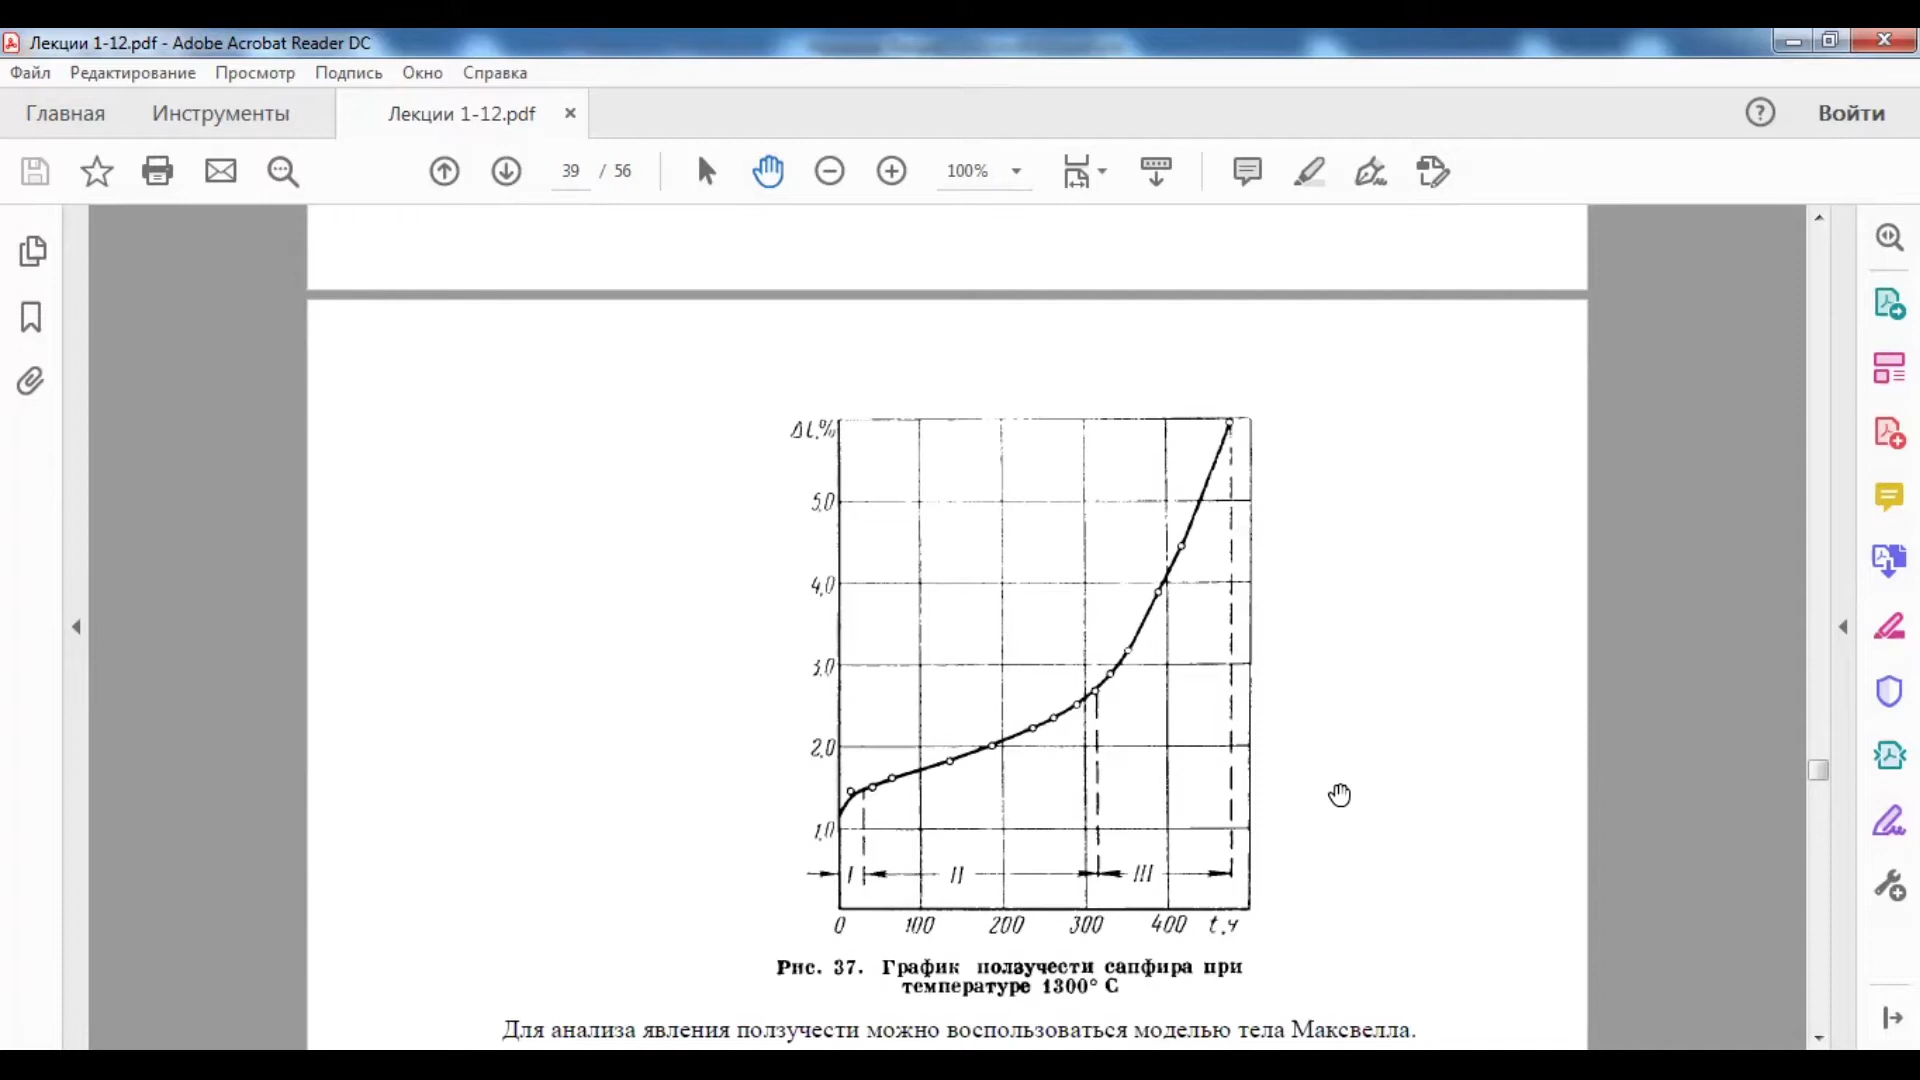 Лекции 1-12.pdf - Adobe Acrobat Reader DC
Файл Редактирование Просмотр Подпись Окно Справка
Главная Инструменты Лекции 1-12.pdf × ? Войти
39 / 56 100%
Δl,%
5,0
4,0
3,0
2,0
1,0
I II III
0 100 200 300 400 t,ч
Рис. 37. График ползучести сапфира при
температуре 1300° С
Для анализа явления ползучести можно воспользоваться моделью тела Максвелла.